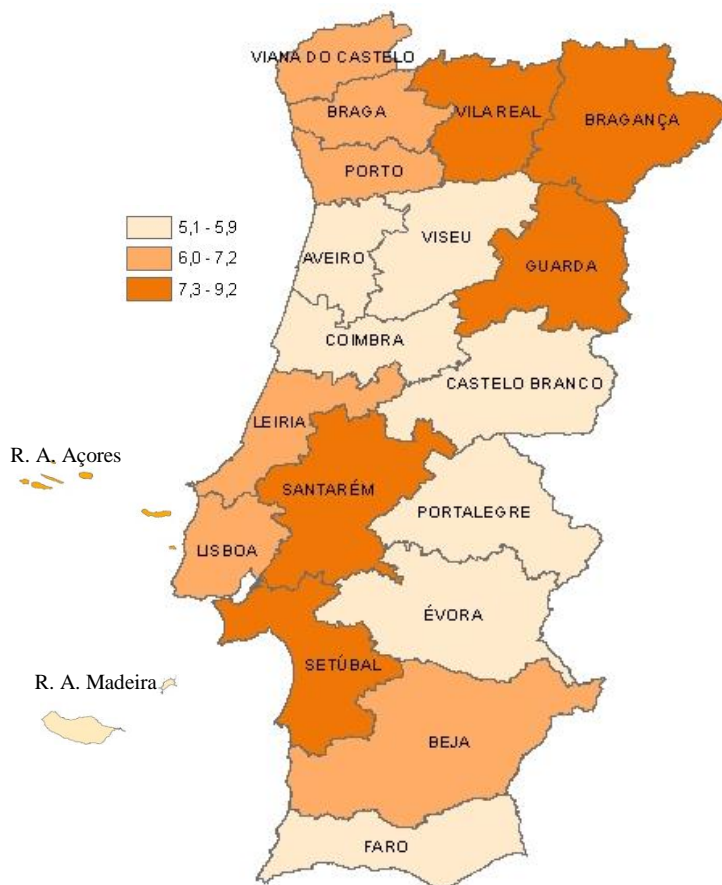 VIANA DO CASTELO
BRAGA
VILA REAL
BRAGANÇA
PORTO
5,1 - 5,9
6,0 - 7,2
7,3 - 9,2
AVEIRO
VISEU
GUARDA
COIMBRA
CASTELO BRANCO
LEIRIA
R. A. Açores
SANTARÉM
PORTALEGRE
LISBOA
ÉVORA
SETÚBAL
R. A. Madeira
BEJA
FARO